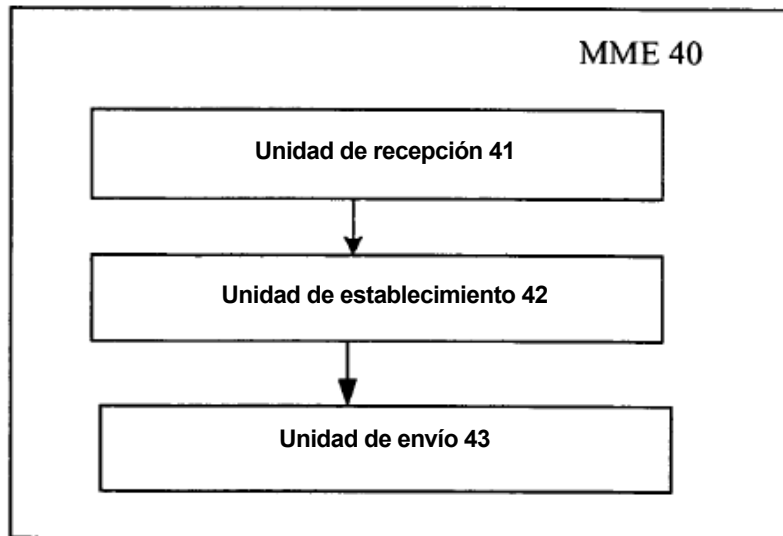 MME 40
Unidad de recepción 41
Unidad de establecimiento 42
Unidad de envío 43